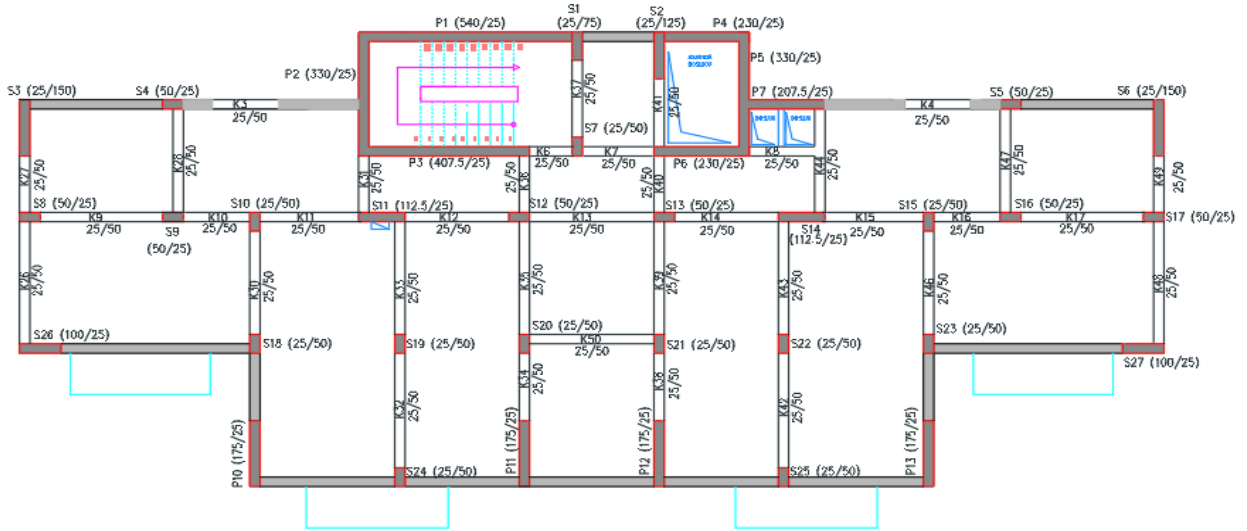 S1
S2
P1 (540/25)
(25/75)
(25/125)
P4 (230/25)
P2 (330/25)
P5 (330/25)
S3 (25/150)
S4 (50/25)
K3
25/50
K37
25/50
K41
25/50
P7 (207.5/25)
K4
25/50
S5 (50/25)
S6 (25/150)
S7 (25/50)
P3 (407.5/25)
K6
25/50
K7
25/50
P6 (230/25)
K8
25/50
K27
25/50
K28
25/50
K31
25/50
K36
25/50
K40
25/50
K44
25/50
K47
25/50
K49
25/50
S8 (50/25)
K9
25/50
S9
(50/25)
K10
25/50
S10 (25/50)
K11
25/50
S11 (112.5/25)
K12
25/50
S12 (50/25)
K13
25/50
S13 (50/25)
K14
25/50
S14
(112.5/25)
K15
25/50
S15 (25/50)
K16
25/50
S16 (50/25)
K17
25/50
S17 (50/25)
K26
25/50
K30
25/50
K33
25/50
K35
25/50
K39
25/50
K43
25/50
K46
25/50
K48
25/50
S26 (100/25)
S18 (25/50)
S19 (25/50)
S20 (25/50)
K50
25/50
S21 (25/50)
S22 (25/50)
S23 (25/50)
S27 (100/25)
K32
25/50
K34
25/50
K38
25/50
K42
25/50
P10 (175/25)
S24 (25/50)
P11 (175/25)
P12 (175/25)
S25 (25/50)
P13 (175/25)